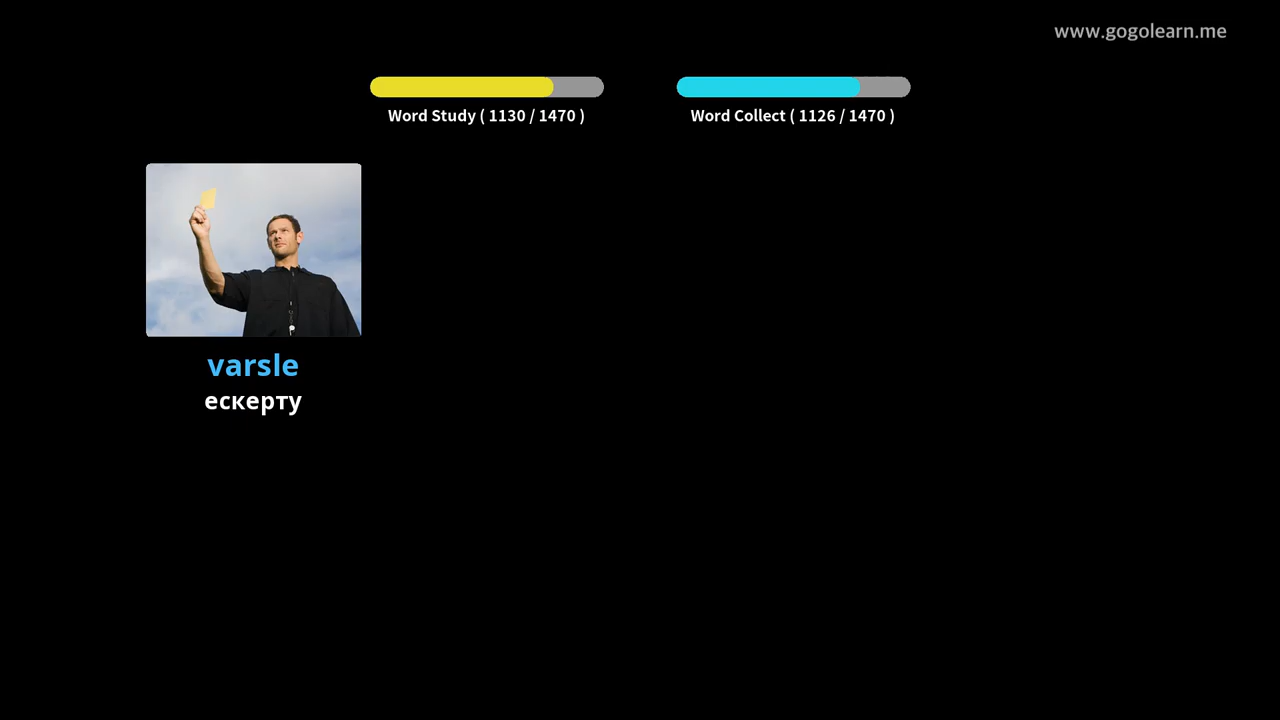 www.gogolearn.me
Word Study ( 1130 / 1470 )
Word Collect ( 1126 / 1470 )
varsle
ескерту